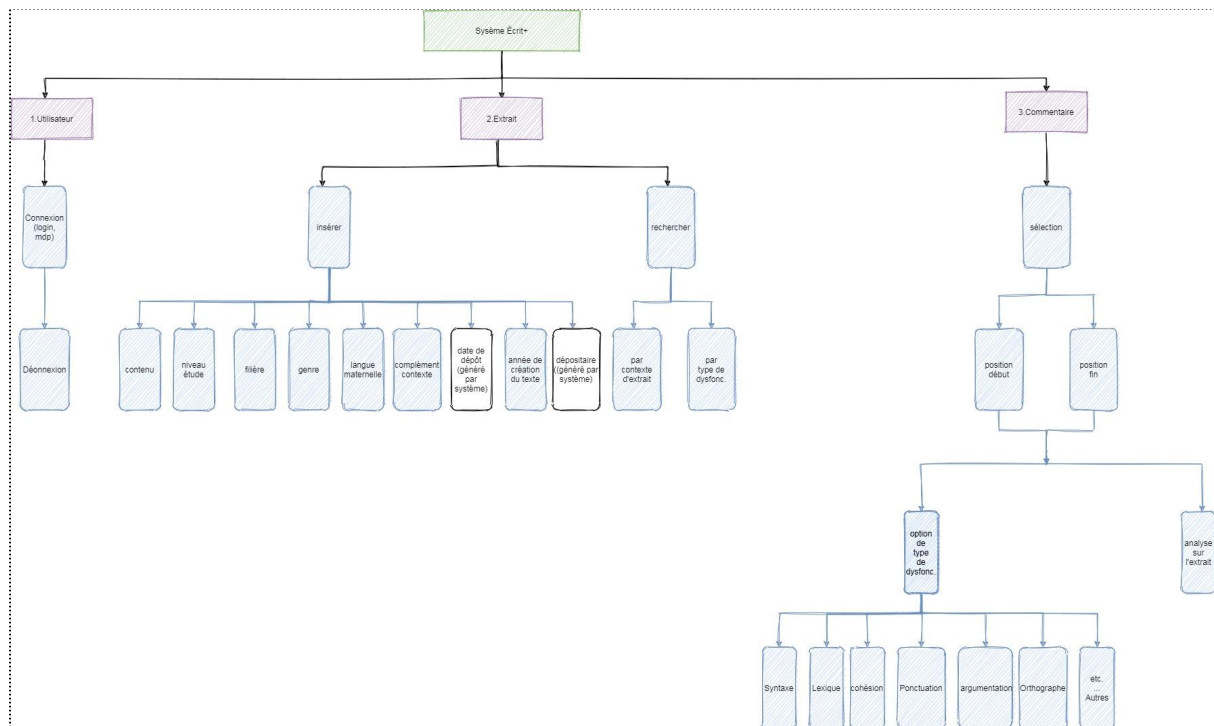 Sysème Écrit+
1.Utilisateur
2.Extrait
3.Commentaire
Connexion
(login,
mdp)
insérer
rechercher
sélection
Déonnexion
contenu
niveau
étude
filière
genre
langue
maternelle
complèment
contexte
date de
dépôt
(généré
par
système)
année de
création
du texte
dépositaire
((généré par
système)
par
contexte
d'extrait
par
type de
dysfonc.
position
début
position
fin
option
de
type
de
dysfonc.
analyse
sur
l'extrait
Syntaxe
Lexique
cohésion
Ponctuation
argumentation
Orthographe
etc.
...
Autres